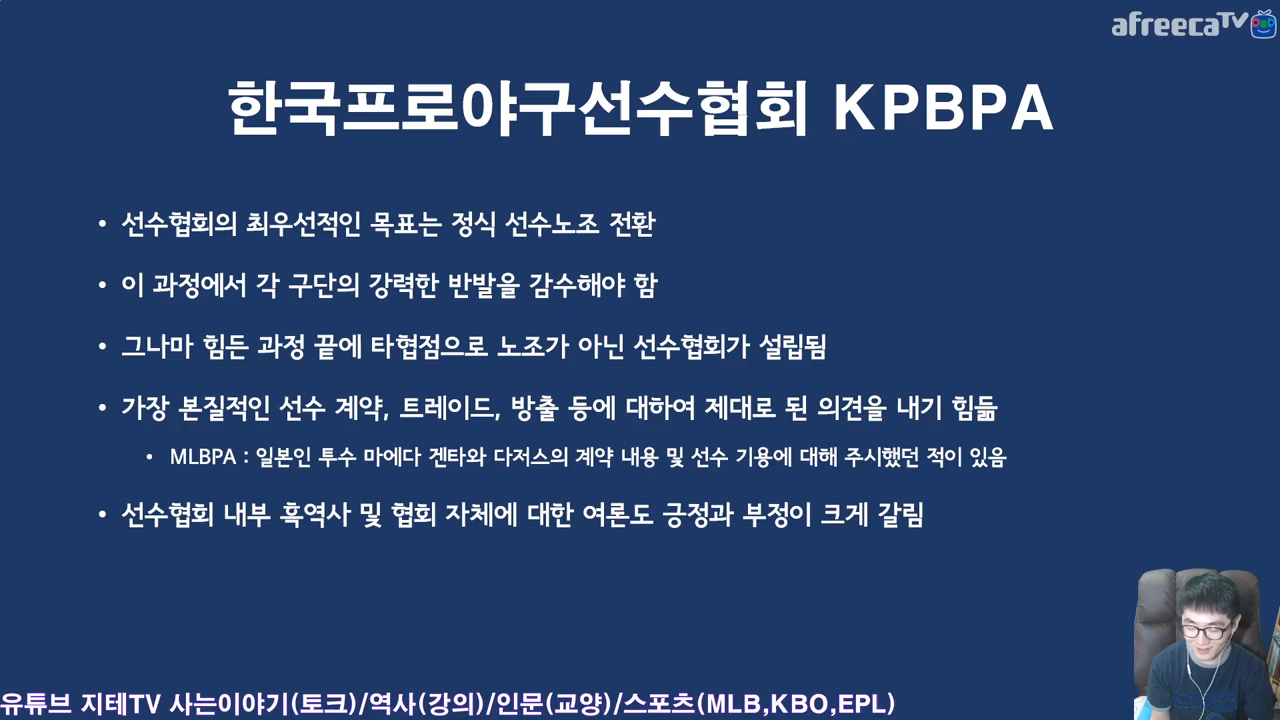 afreecaTV
한국프로야구선수협회 KPBPA
• 선수협회의 최우선적인 목표는 정식 선수노조 전환
• 이 과정에서 각 구단의 강력한 반발을 감수해야 함
• 그나마 힘든 과정 끝에 타협점으로 노조가 아닌 선수협회가 설립됨
• 가장 본질적인 선수 계약, 트레이드, 방출 등에 대하여 제대로 된 의견을 내기 힘듦
• MLBPA : 일본인 투수 마에다 겐타와 다저스의 계약 내용 및 선수 기용에 대해 주시했던 적이 있음
• 선수협회 내부 흑역사 및 협회 자체에 대한 여론도 긍정과 부정이 크게 갈림
유튜브 지테TV 사는이야기(토크)/역사(강의)/인문(교양)/스포츠(MLB,KBO,EPL)